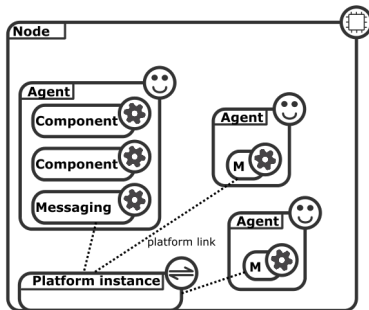 Node
Agent
Component
Component
Messaging
Agent
M
platform link
Agent
M
Platform instance